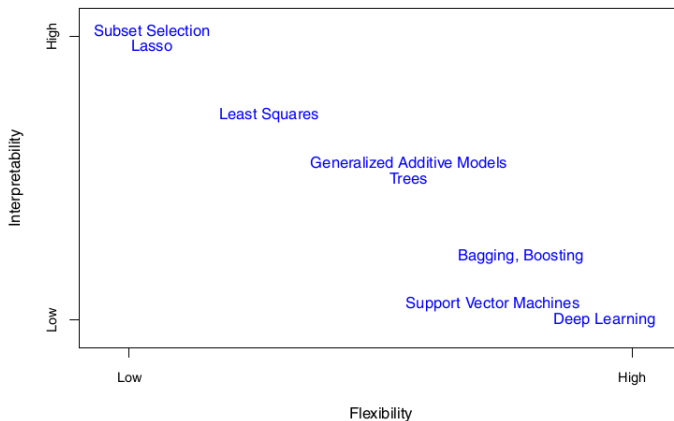 High
Subset Selection
Lasso
Least Squares
Generalized Additive Models
Trees
Bagging, Boosting
Support Vector Machines
Deep Learning
Low
Interpretability
Low
High
Flexibility